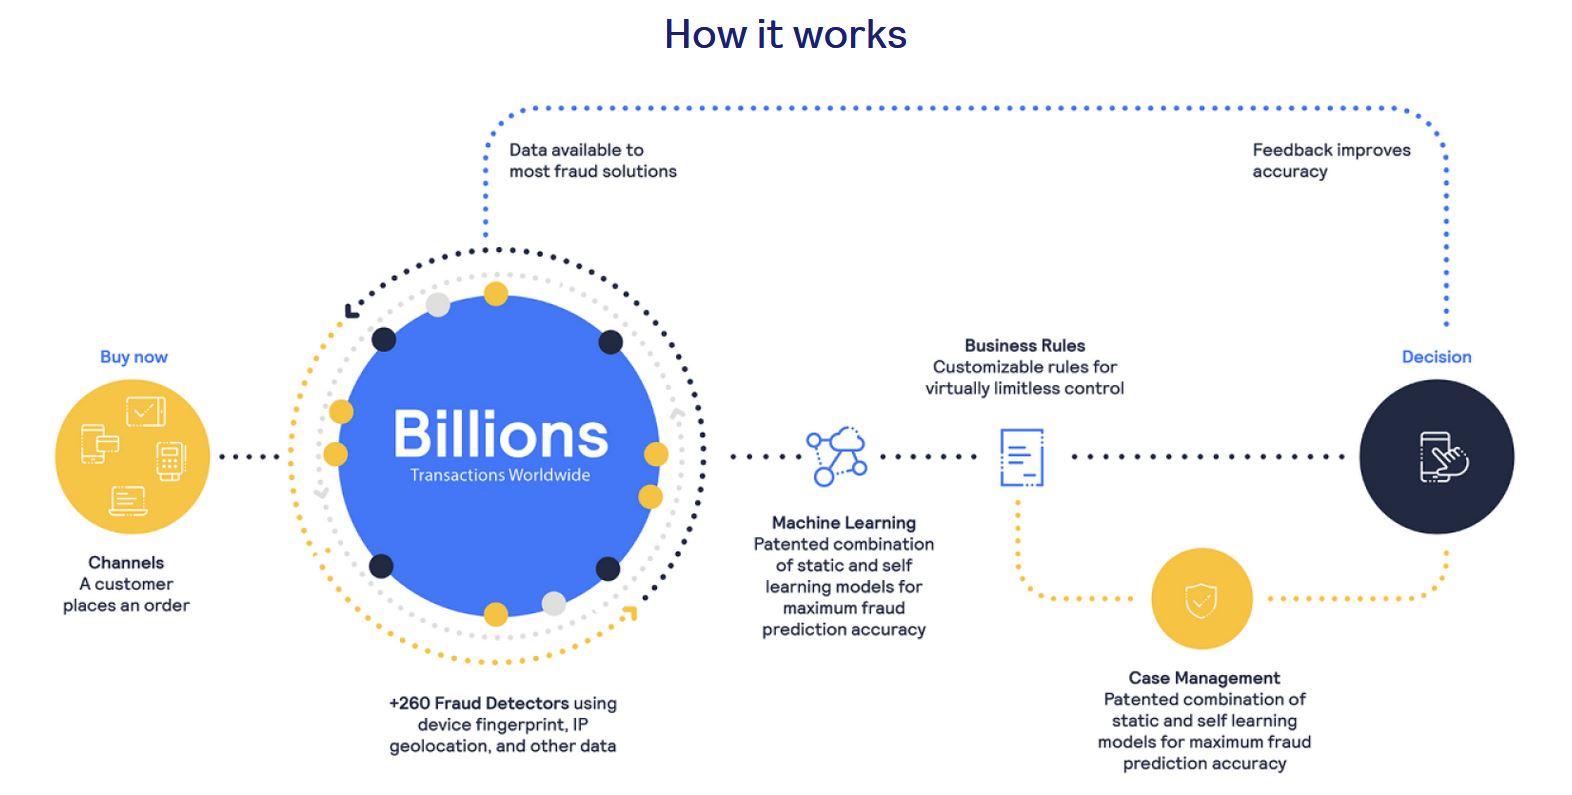 How it works
Data available to
most fraud solutions
Feedback improves
accuracy
Buy now
Channels
A customer
places an order
Billions
Transactions Worldwide
+260 Fraud Detectors using
device fingerprint, IP
geolocation, and other data
Machine Learning
Patented combination
of static and self
learning models for
maximum fraud
prediction accuracy
Business Rules
Customizable rules for
virtually limitless control
Case Management
Patented combination of
static and self learning
models for maximum fraud
prediction accuracy
Decision